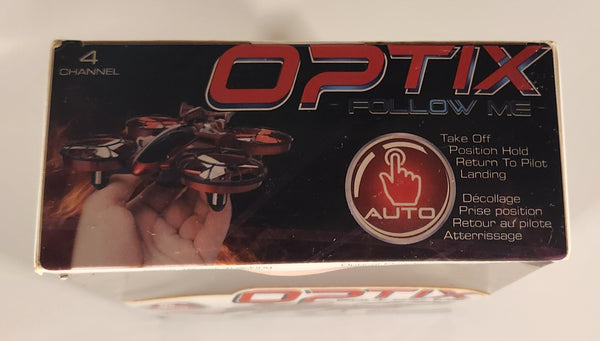 4
CHANNEL
OPTIX
FOLLOW ME
Take Off
Position Hold
Return To Pilot
Landing
AUTO
Décollage
Prise position
Retour au pilote
Atterrissage
OPTIX